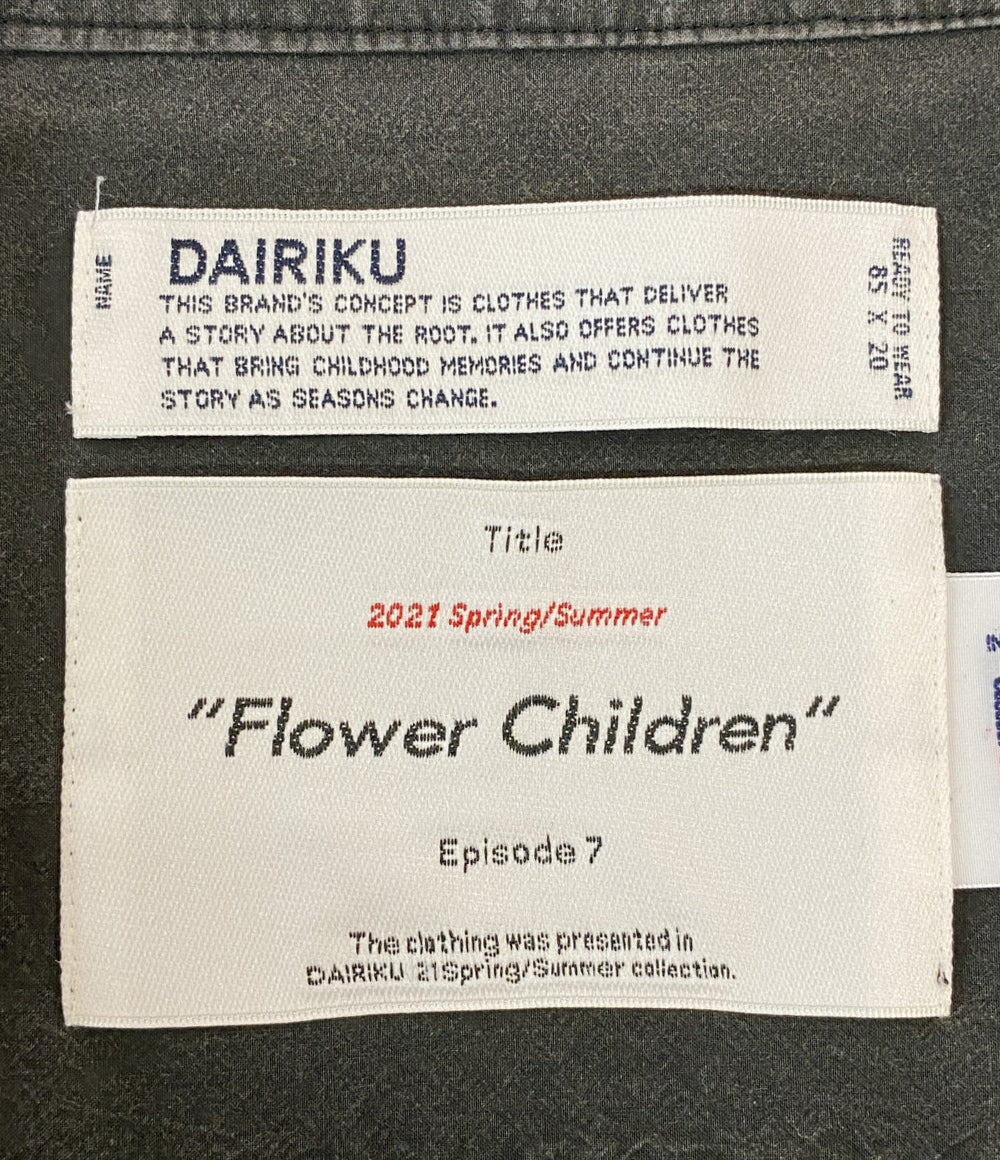 NAME
DAIRIKU
THIS BRAND'S CONCEPT IS CLOTHES THAT DELIVER
A STORY ABOUT THE ROOT. IT ALSO OFFERS CLOTHES
THAT BRING CHILDHOOD MEMORIES AND CONTINUE THE
STORY AS SEASONS CHANGE.
READY TO WEAR
85 X 20
Title
2021 Spring/Summer
"Flower Children"
Episode 7
The clothing was presented in
DAIRIKU 21Spring/Summer collection.